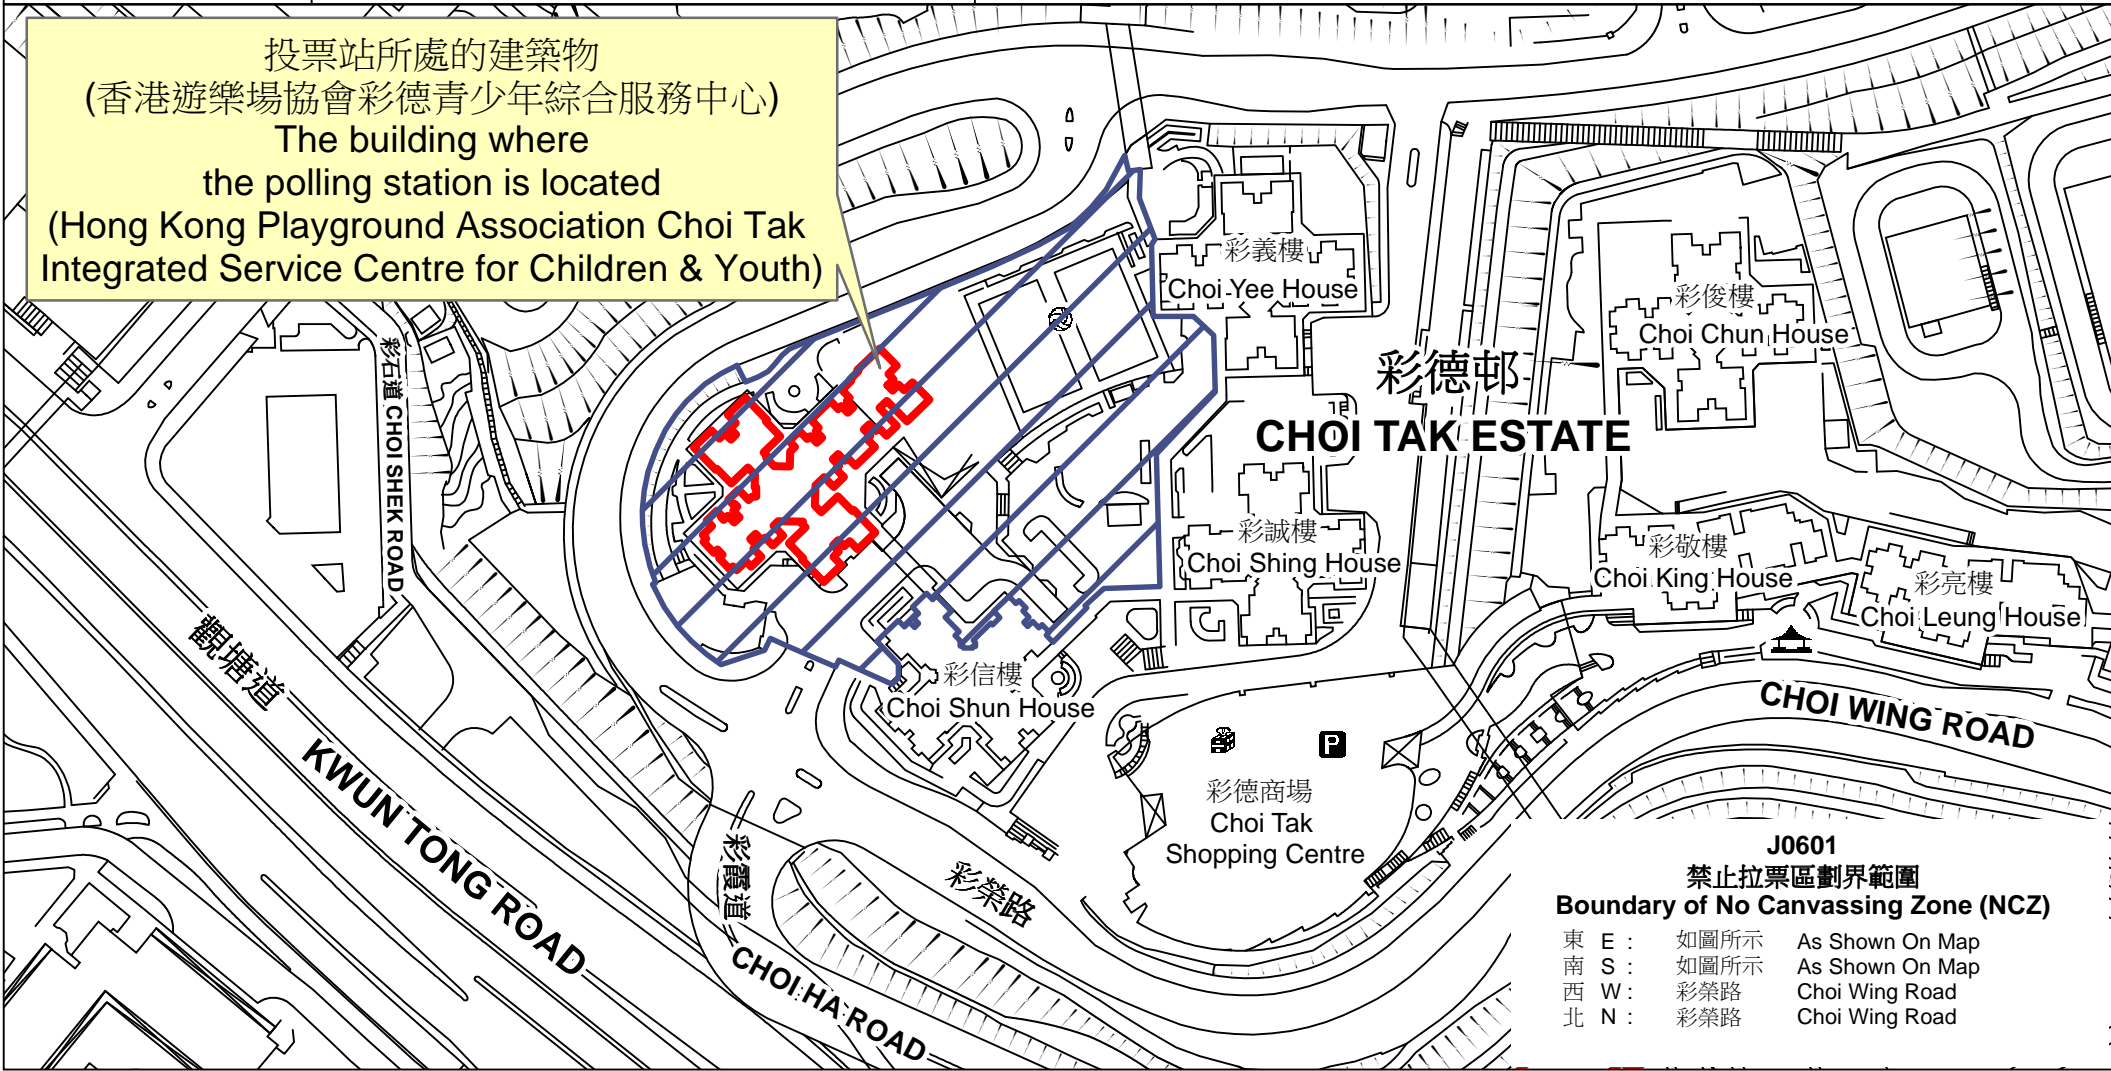 投票站所處的建築物
(香港遊樂場協會彩德青少年綜合服務中心)
The building where
the polling station is located
(Hong Kong Playground Association Choi Tak
Integrated Service Centre for Children & Youth)
彩義樓
Choi Yee House
彩俊樓
Choi Chun House
彩德邨
CHOI TAK ESTATE
彩石道 CHOI SHEK ROAD
彩誠樓
Choi Shing House
彩敬樓
Choi King House
彩亮樓
Choi Leung House
觀塘道
KWUN TONG ROAD
彩信樓
Choi Shun House
CHOI WING ROAD
P
彩德商場
Choi Tak
Shopping Centre
彩霞道
CHOI HA ROAD
彩榮路
J0601
禁止拉票區劃界範圍
Boundary of No Canvassing Zone (NCZ)
東 E : 如圖所示 As Shown On Map
南 S : 如圖所示 As Shown On Map
西 W : 彩榮路 Choi Wing Road
北 N : 彩榮路 Choi Wing Road